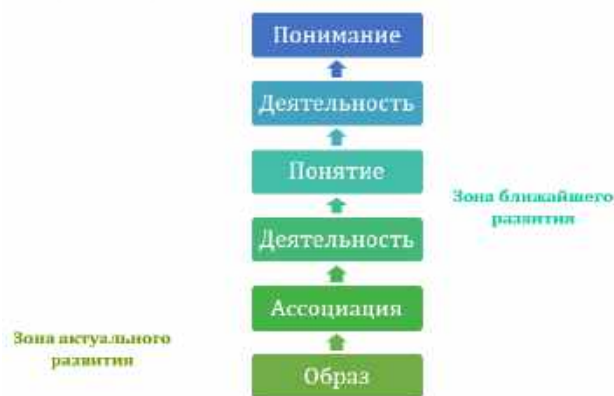 Понимание
Деятельность
Понятие
Зона ближайшего
развития
Деятельность
Ассоциация
Зона актуального
развития
Образ